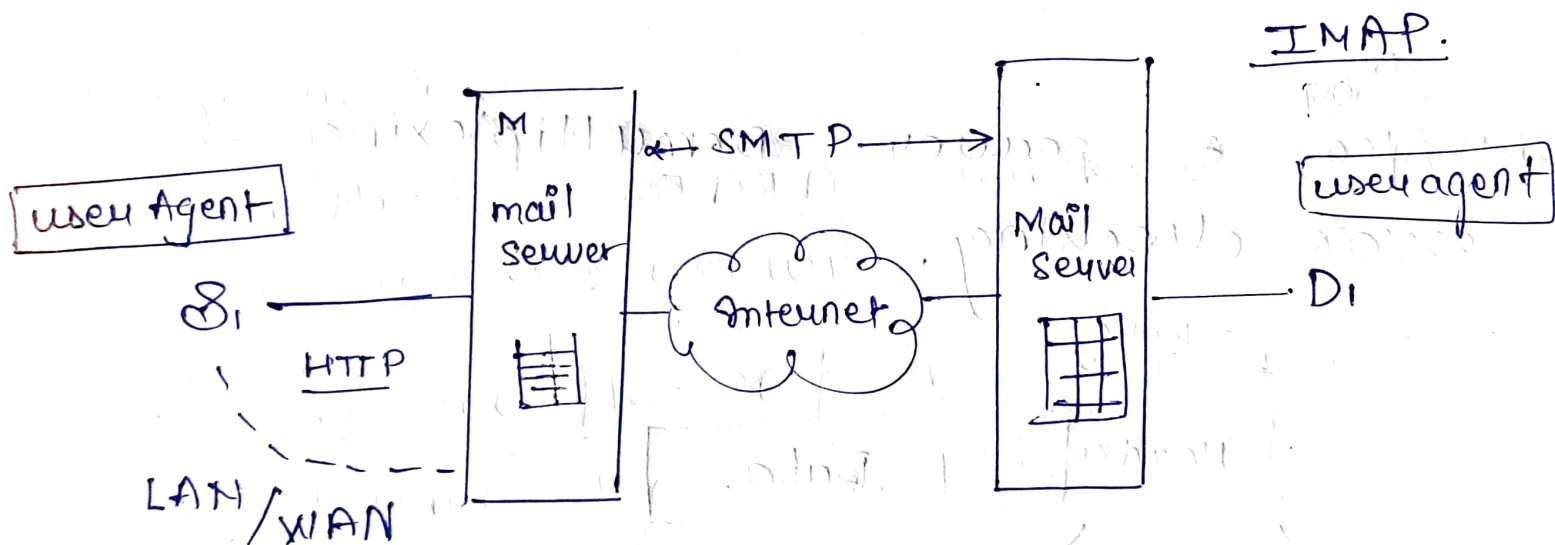 IMAP.
M
← SMTP →
User Agent
mail
server
Mail
Server
user agent
S1
Internet
D1
HTTP
LAN/WAN